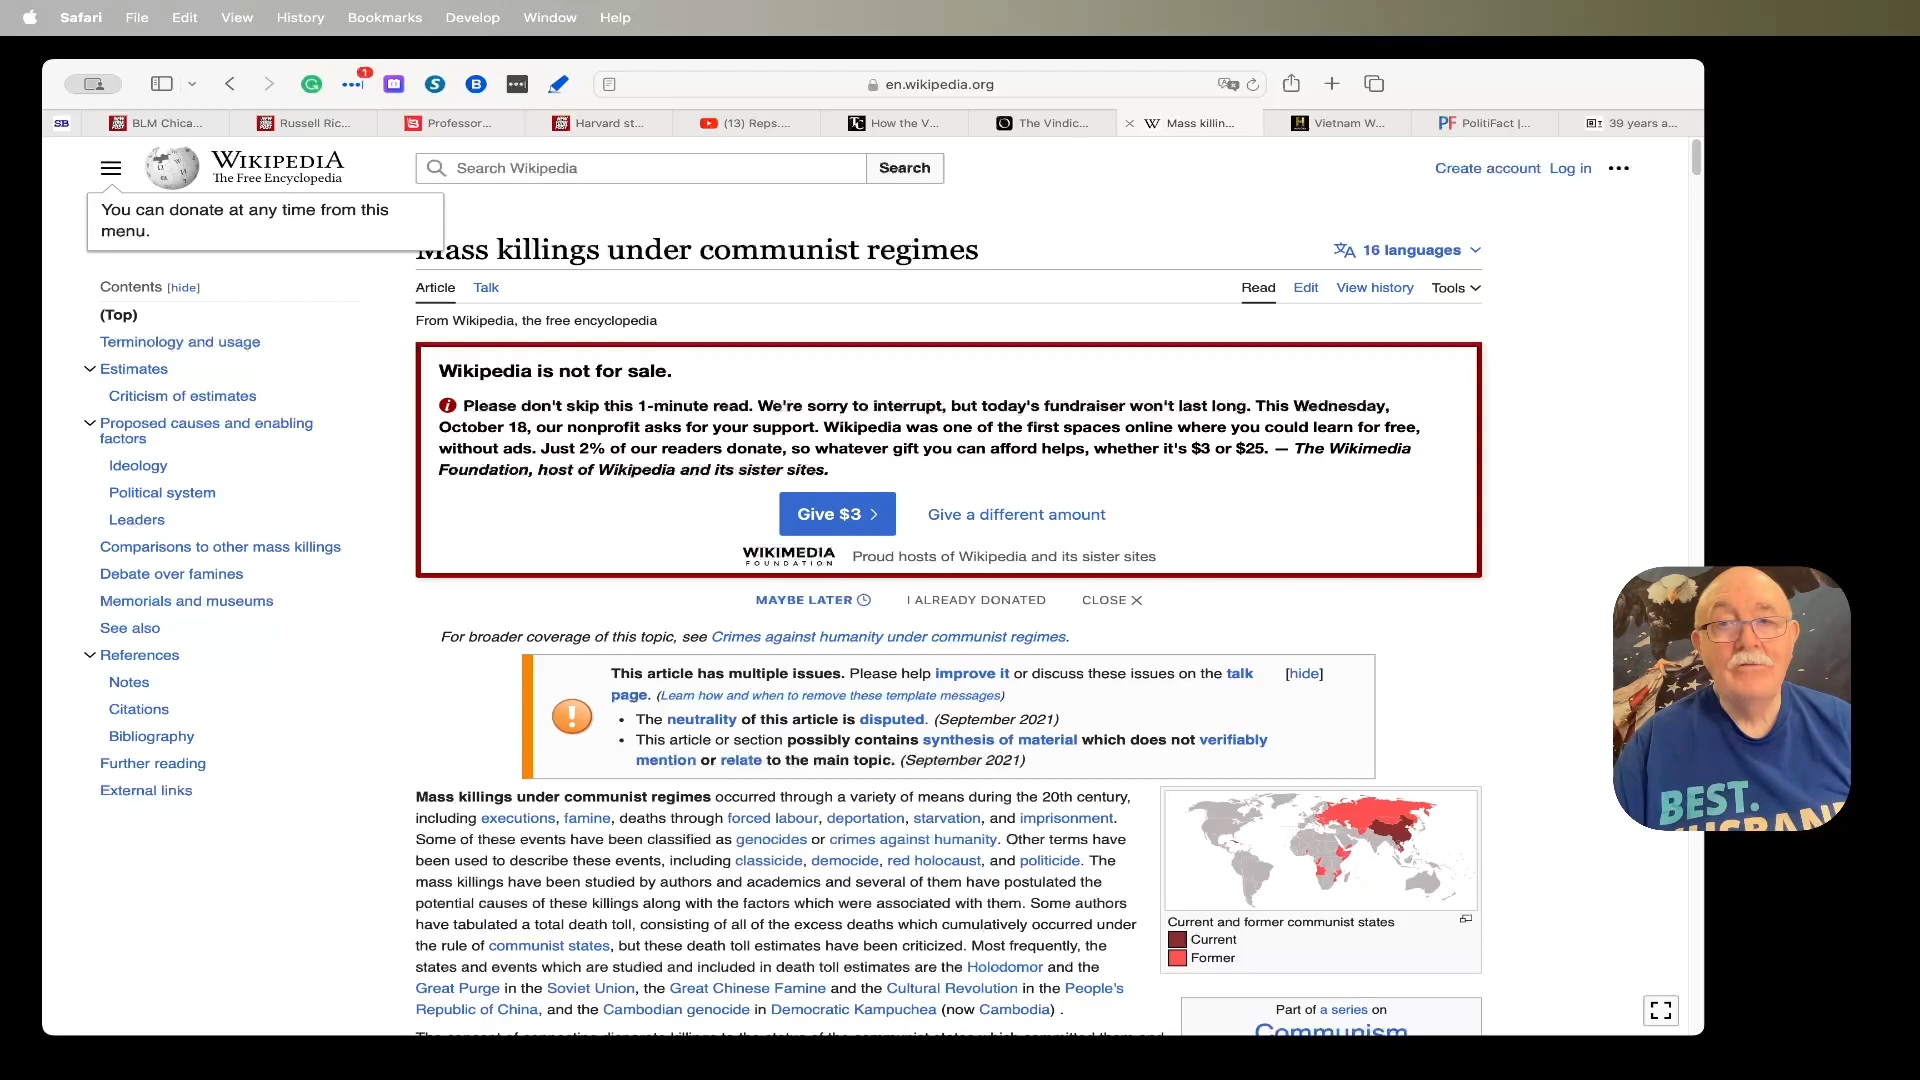 Safari File Edit View History Bookmarks Develop Window Help
1
en.wikipedia.org
SB BLM Chica... Russell Ric... Professor... Harvard st... (13) Reps.... How the V... The Vindic... Mass killin... Vietnam W... PolitiFact |... 39 years a...
WIKIPEDIA
The Free Encyclopedia
Search Wikipedia
Search
Create account Log in
You can donate at any time from this
menu.
Mass killings under communist regimes
16 languages
Contents [hide]
(Top)
Terminology and usage
Estimates
Criticism of estimates
Proposed causes and enabling
factors
Ideology
Political system
Leaders
Comparisons to other mass killings
Debate over famines
Memorials and museums
See also
References
Notes
Citations
Bibliography
Further reading
External links
Article Talk
Read Edit View history Tools
From Wikipedia, the free encyclopedia
Wikipedia is not for sale.
Please don't skip this 1-minute read. We're sorry to interrupt, but today's fundraiser won't last long. This Wednesday,
October 18, our nonprofit asks for your support. Wikipedia was one of the first spaces online where you could learn for free,
without ads. Just 2% of our readers donate, so whatever gift you can afford helps, whether it's $3 or $25. — The Wikimedia
Foundation, host of Wikipedia and its sister sites.
Give $3
Give a different amount
WIKIMEDIA
FOUNDATION
Proud hosts of Wikipedia and its sister sites
MAYBE LATER I ALREADY DONATED CLOSE
For broader coverage of this topic, see Crimes against humanity under communist regimes.
This article has multiple issues. Please help improve it or discuss these issues on the talk
page. (Learn how and when to remove these template messages)
[hide]
• The neutrality of this article is disputed. (September 2021)
• This article or section possibly contains synthesis of material which does not verifiably
mention or relate to the main topic. (September 2021)
Mass killings under communist regimes occurred through a variety of means during the 20th century,
including executions, famine, deaths through forced labour, deportation, starvation, and imprisonment.
Some of these events have been classified as genocides or crimes against humanity. Other terms have
been used to describe these events, including classicide, democide, red holocaust, and politicide. The
mass killings have been studied by authors and academics and several of them have postulated the
potential causes of these killings along with the factors which were associated with them. Some authors
have tabulated a total death toll, consisting of all of the excess deaths which cumulatively occurred under
the rule of communist states, but these death toll estimates have been criticized. Most frequently, the
states and events which are studied and included in death toll estimates are the Holodomor and the
Great Purge in the Soviet Union, the Great Chinese Famine and the Cultural Revolution in the People's
Republic of China, and the Cambodian genocide in Democratic Kampuchea (now Cambodia) .
Current and former communist states
Current
Former
Part of a series on
Communism
BEST.